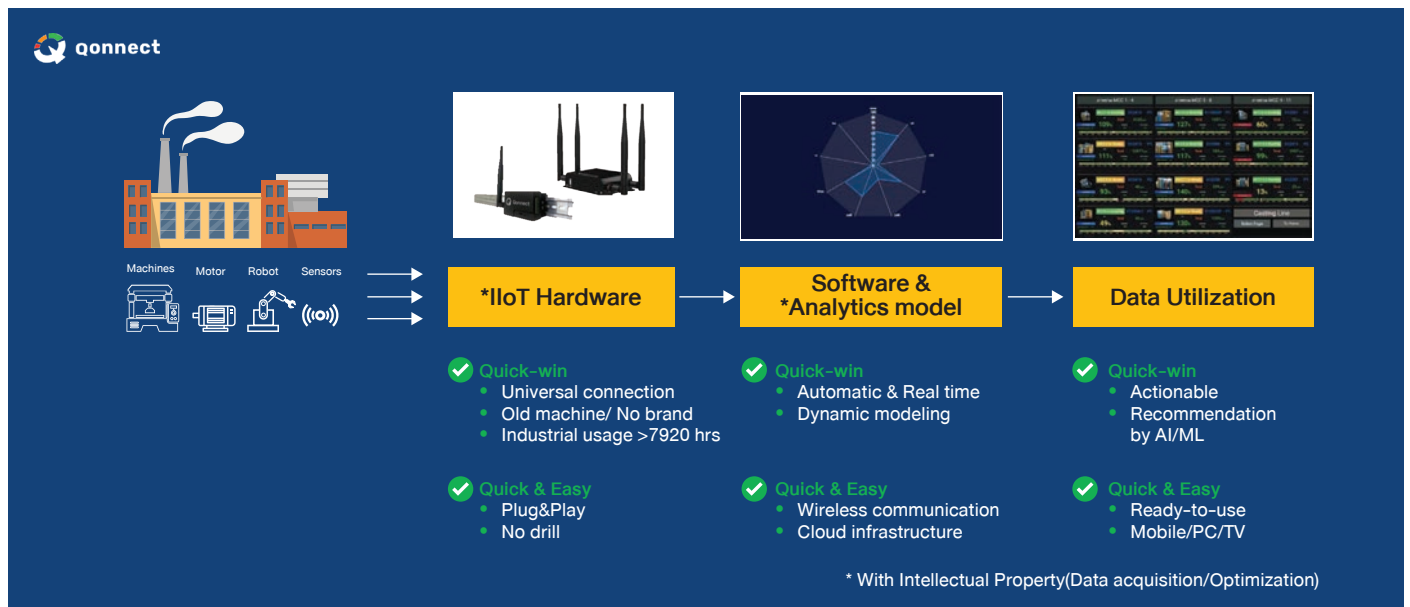 Qonnect
Machines
Motor
Robot
Sensors
Qonnect
*IIoT Hardware
Software &
*Analytics model
Data Utilization
Casting Line
Quick-win
Universal connection
Old machine/ No brand
Industrial usage >7920 hrs
Quick & Easy
Plug&Play
No drill
Quick-win
Automatic & Real time
Dynamic modeling
Quick & Easy
Wireless communication
Cloud infrastructure
Quick-win
Actionable
Recommendation
by AI/ML
Quick & Easy
Ready-to-use
Mobile/PC/TV
* With Intellectual Property(Data acquisition/Optimization)